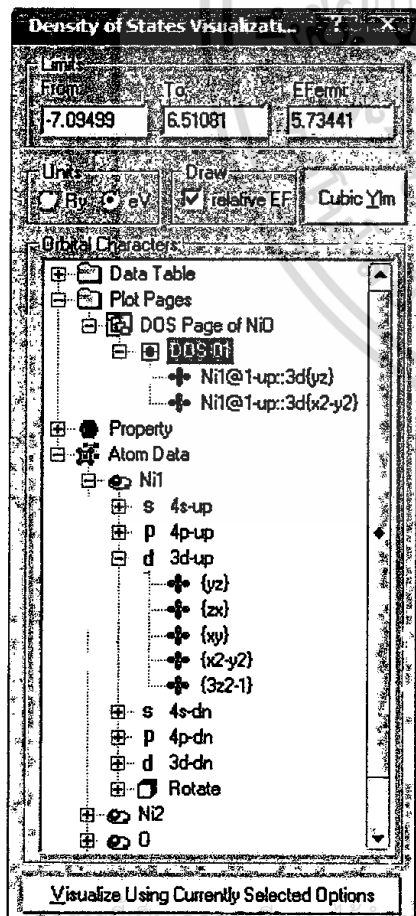 Density of States Visualizati... ? X
Limits
From: To: EFermi:
-7.09499 6.51081 5.73441
Units Draw
Ry eV relative EF Cubic Ylm
Orbital Characters:
Data Table
Plot Pages
DOS Page of NiO
DOS:01
Ni1@1-up::3d{yz}
Ni1@1-up::3d{x2-y2}
Property
Atom Data
Ni1
s 4s-up
p 4p-up
d 3d-up
{yz}
{zx}
{xy}
{x2-y2}
{3z2-1}
s 4s-dn
p 4p-dn
d 3d-dn
Rotate
Ni2
O
Visualize Using Currently Selected Options